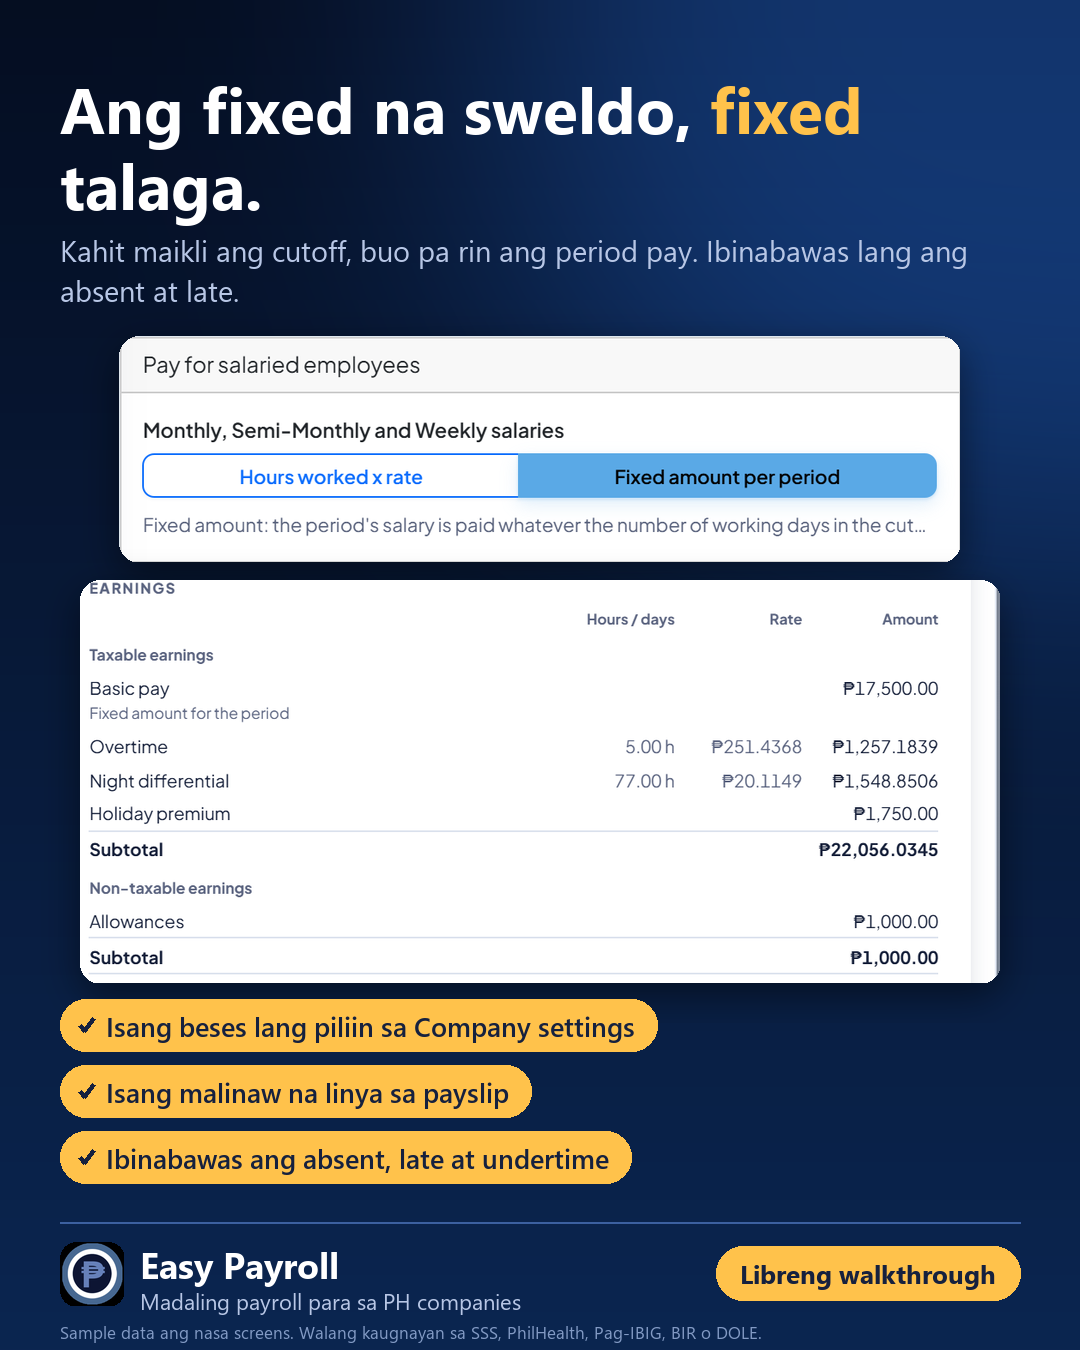 Ang fixed na sweldo, fixed
talaga.
Kahit maikli ang cutoff, buo pa rin ang period pay. Ibinabawas lang ang
absent at late.
Pay for salaried employees
Monthly, Semi-Monthly and Weekly salaries
Hours worked x rate Fixed amount per period
Fixed amount: the period's salary is paid whatever the number of working days in the cut...
EARNINGS
Hours / days Rate Amount
Taxable earnings
Basic pay ₱17,500.00
Fixed amount for the period
Overtime 5.00 h ₱251.4368 ₱1,257.1839
Night differential 77.00 h ₱20.1149 ₱1,548.8506
Holiday premium ₱1,750.00
Subtotal ₱22,056.0345
Non-taxable earnings
Allowances ₱1,000.00
Subtotal ₱1,000.00
✔ Isang beses lang piliin sa Company settings
✔ Isang malinaw na linya sa payslip
✔ Ibinabawas ang absent, late at undertime
₱ Easy Payroll
Madaling payroll para sa PH companies
Libreng walkthrough
Sample data ang nasa screens. Walang kaugnayan sa SSS, PhilHealth, Pag-IBIG, BIR o DOLE.